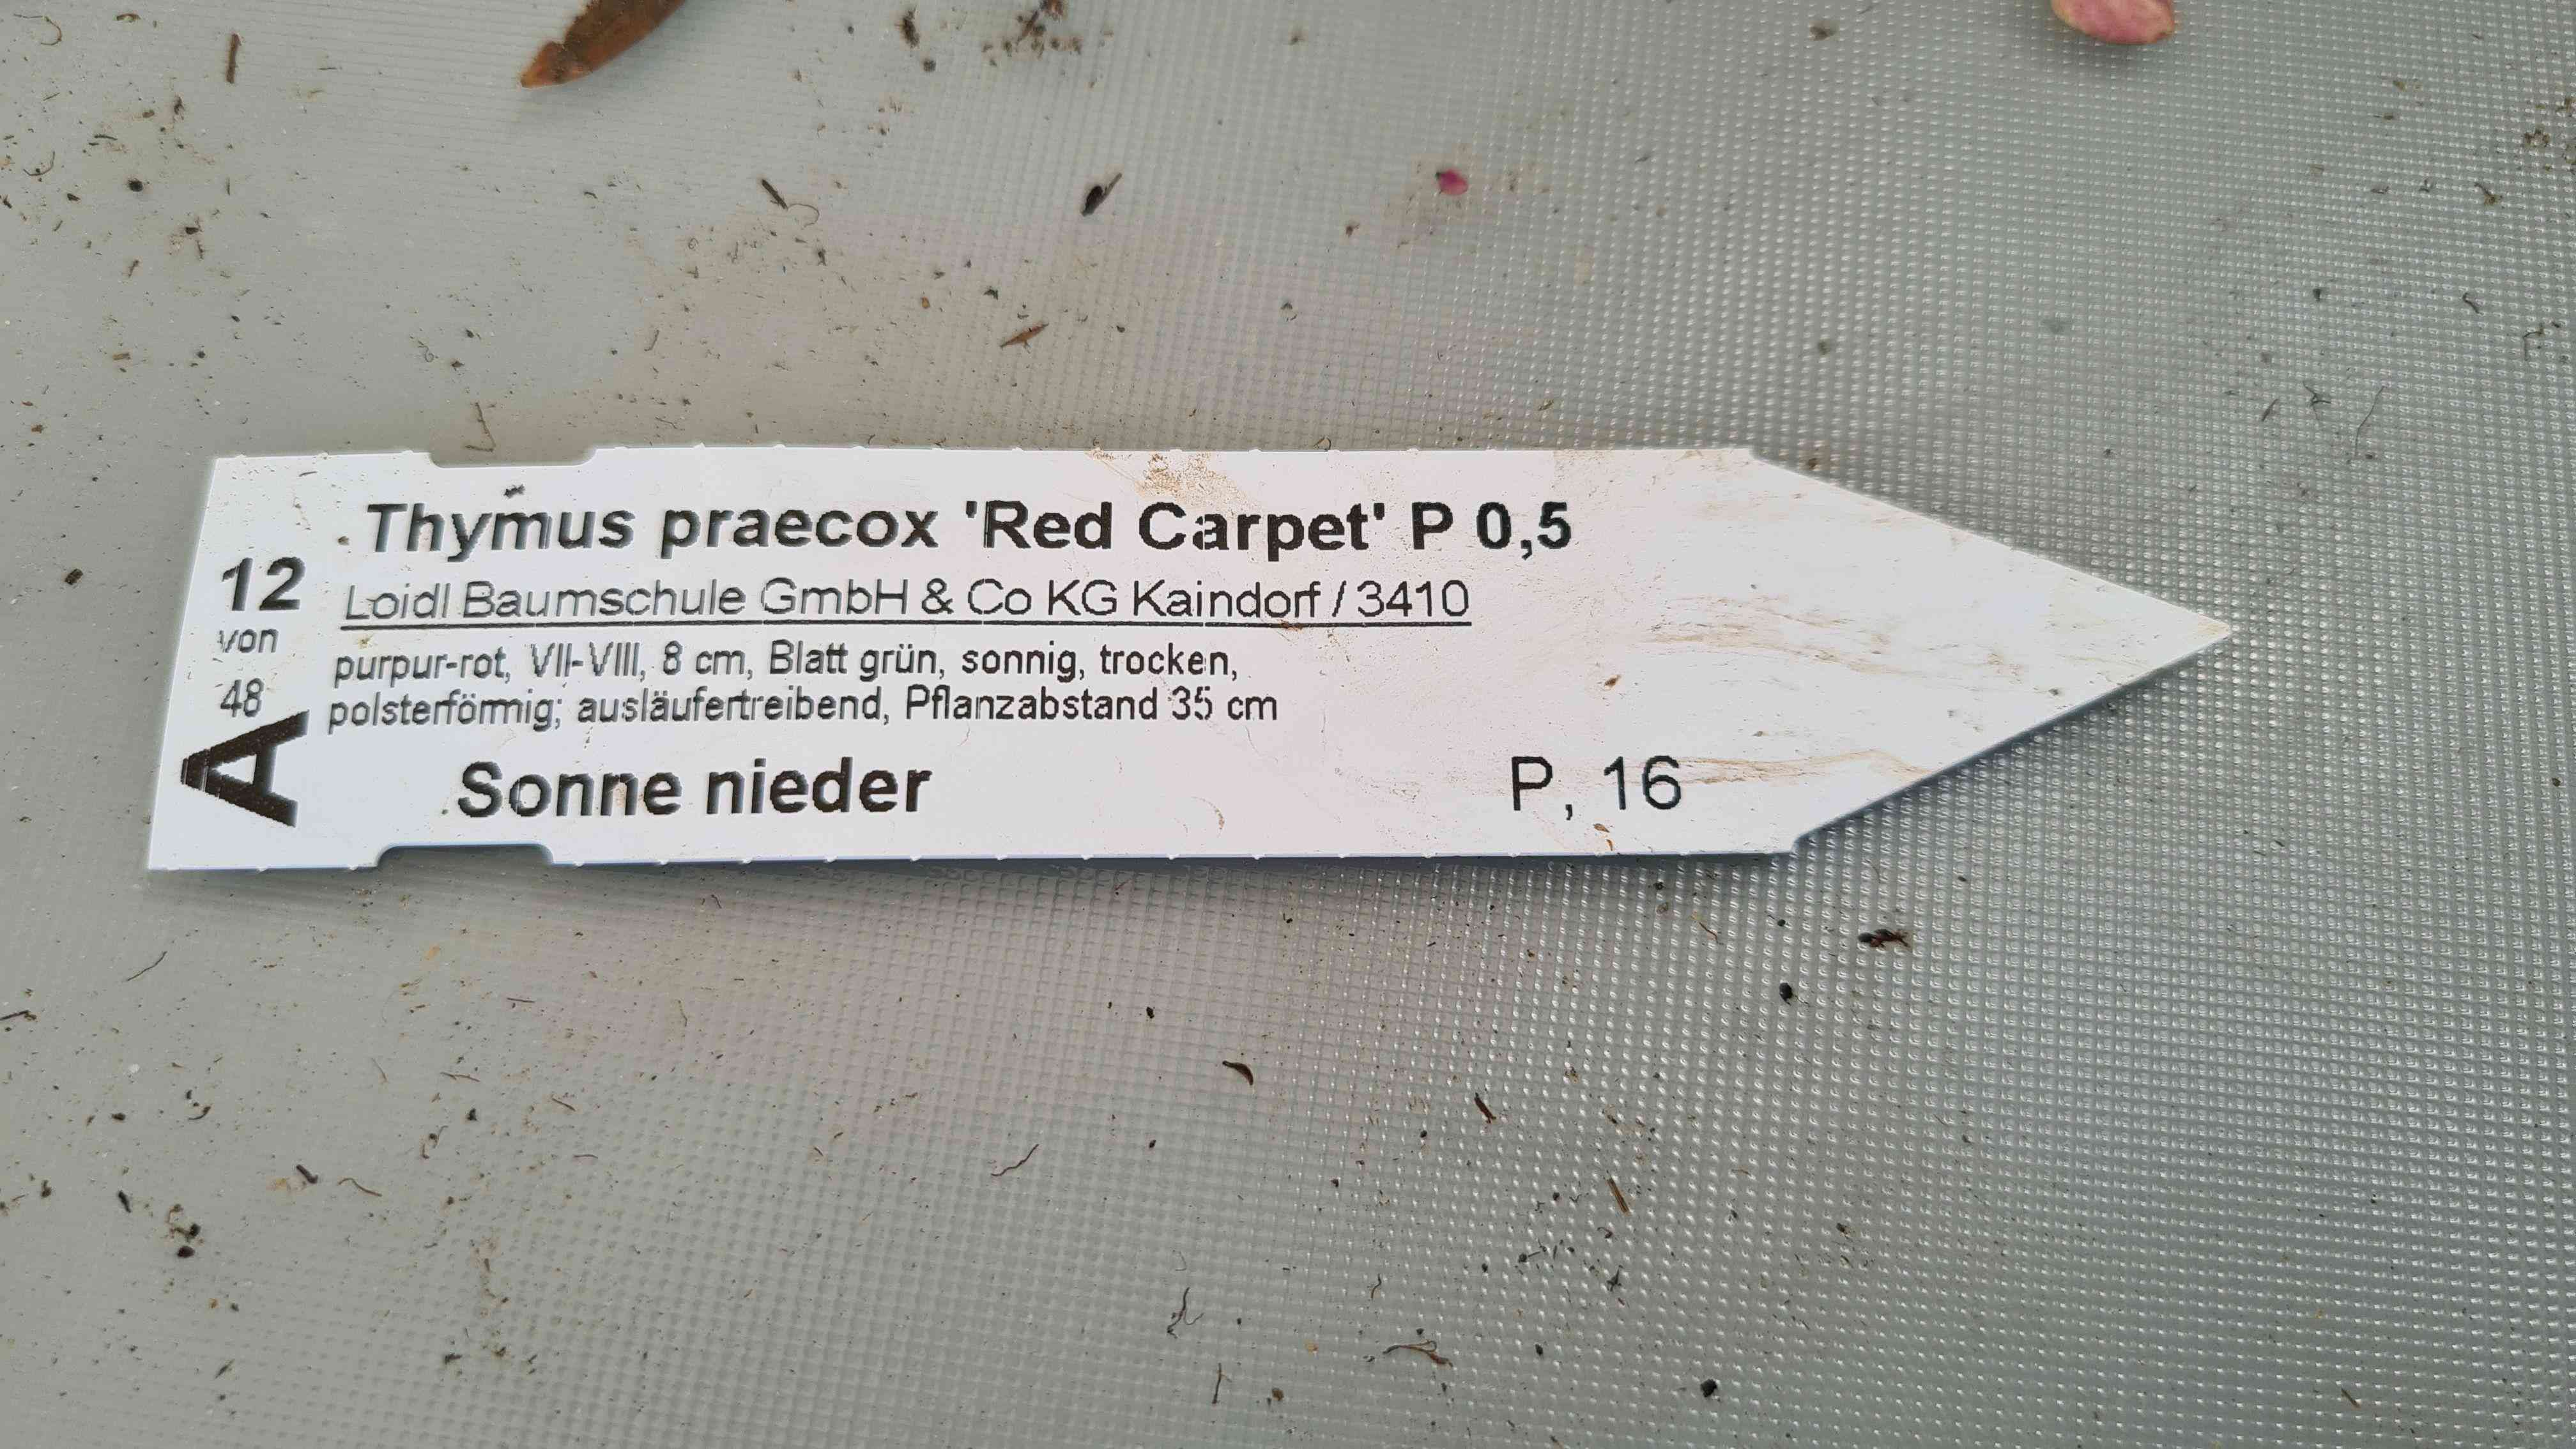 Thymus praecox 'Red Carpet' P 0,5
Loidl Baumschule GmbH & Co KG Kaindorf / 3410
purpur-rot, VII-VIII, 8 cm, Blatt grün, sonnig, trocken,
polsterförmig; ausläufertreibend, Pflanzabstand 35 cm
Sonne nieder
P, 16
12
von
48
A